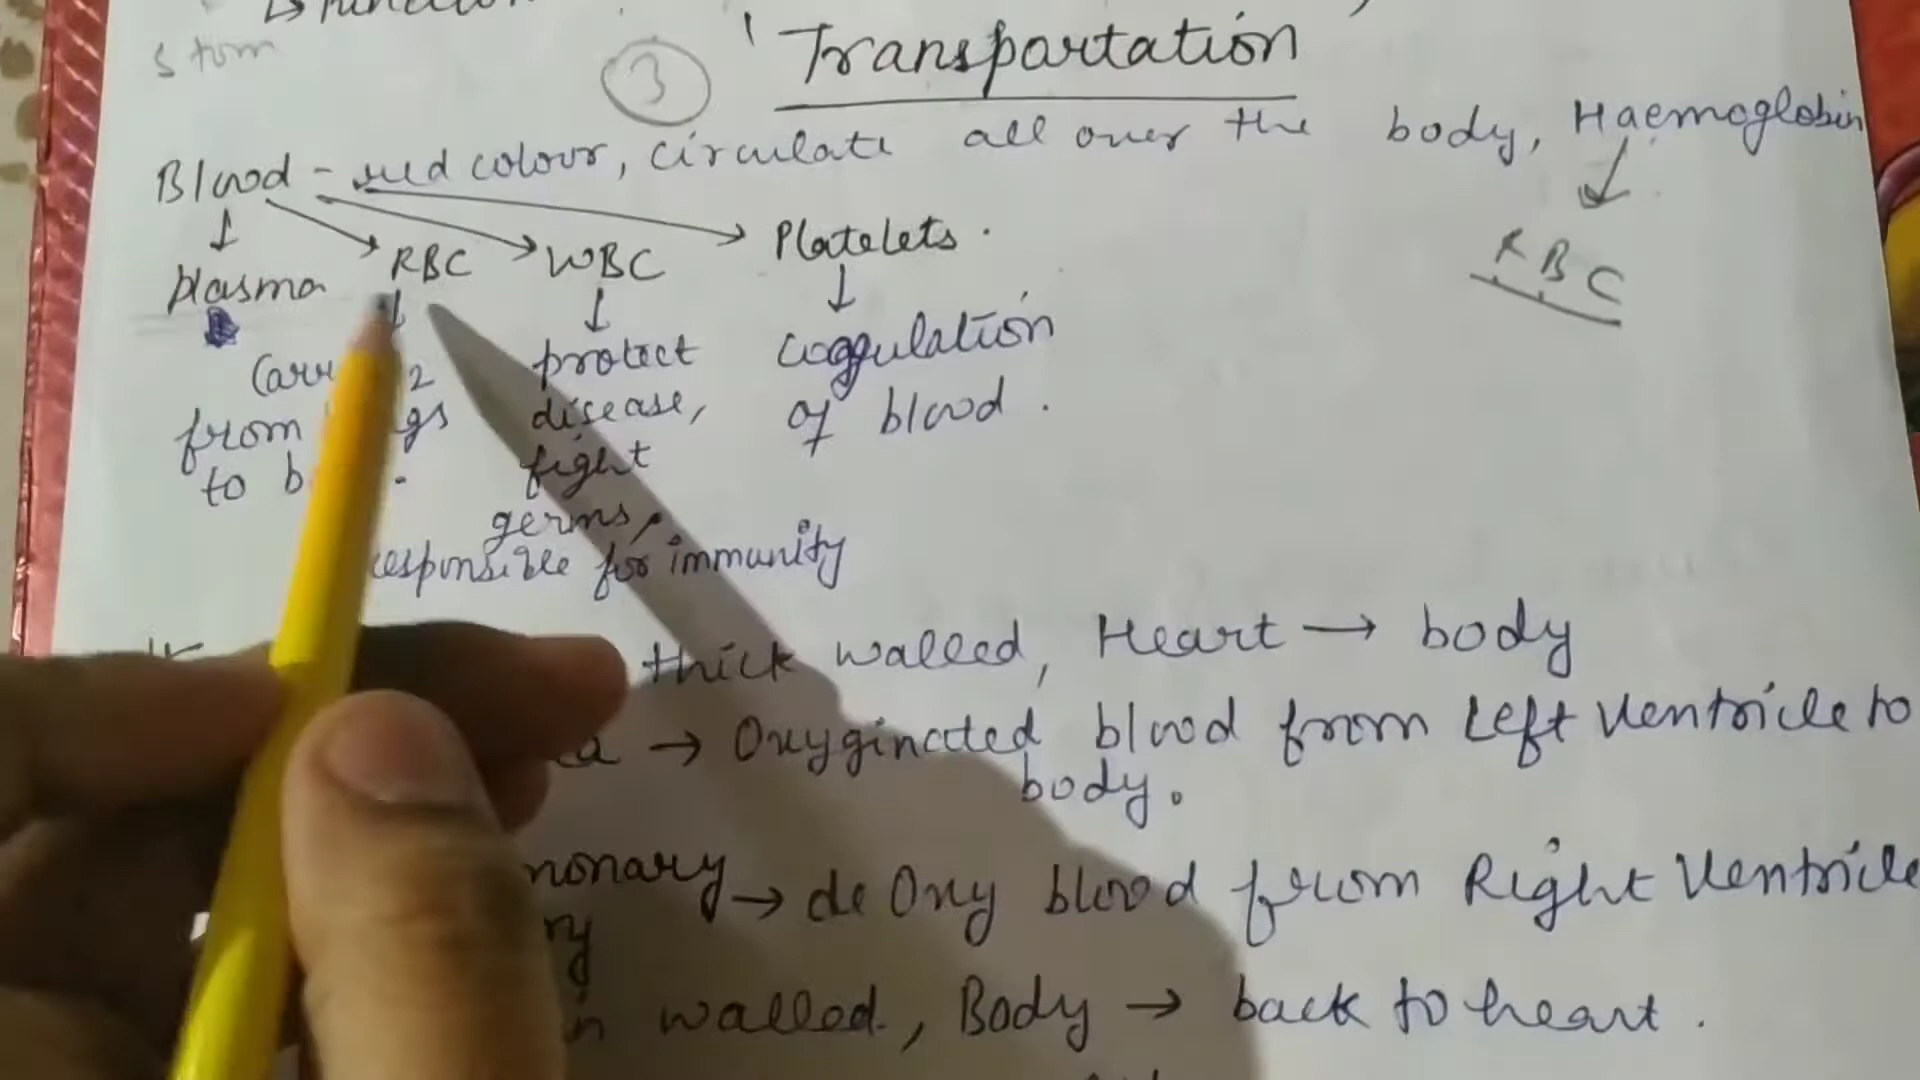 stom
3 'Transportation'
Blood - red colour, circulate all over the body, Haemoglobin
↓
RBC
plasma RBC WBC Platelets.
protect coagulation
from disease, of blood.
to fight
germs,
responsible for immunity
thick walled, Heart → body
→ Oxyginated blood from Left Ventricle to
body.
→ de Oxy blood from Right Ventricle
walled, Body → back to heart.